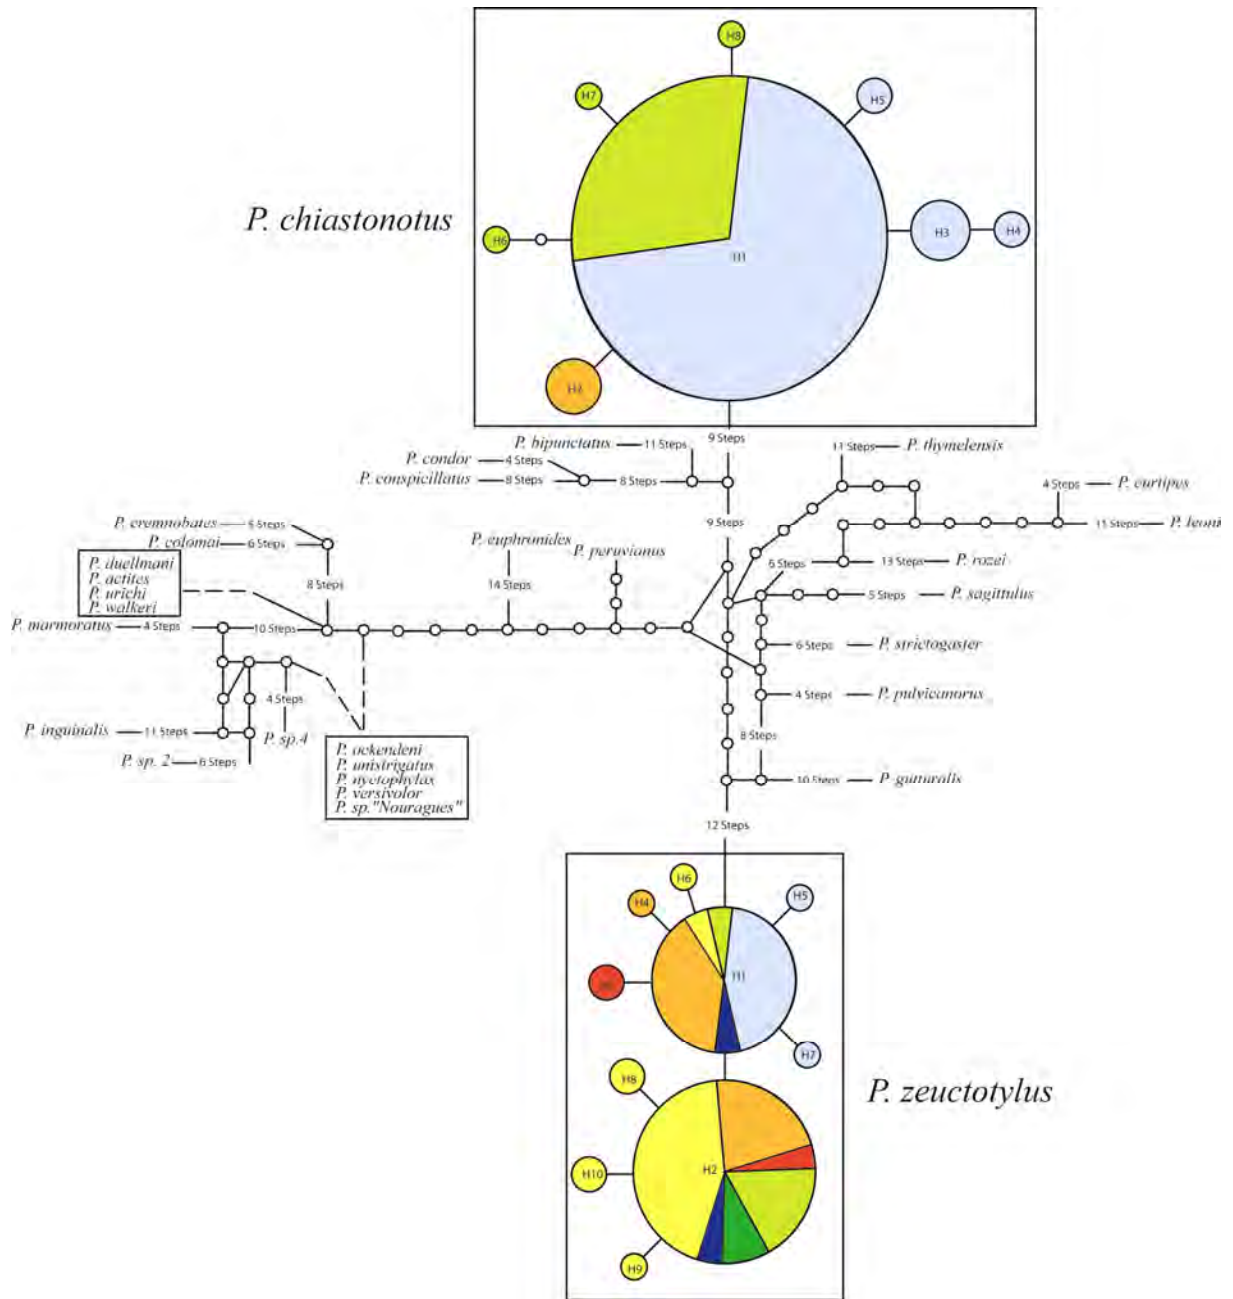 H8
H7
H5
P. chiastonotus
H6
H1
H3
H4
H2
9 Steps
P. bipunctatus
11 Steps
11 Steps
P. thymelensis
P. condor
4 Steps
P. conspicillatus
8 Steps
8 Steps
4 Steps
P. curtipes
P. cremnobates
6 Steps
9 Steps
11 Steps
P. leoni
P. colomai
6 Steps
P. euphronides
P. peruvianus
6 Steps
13 Steps
P. rozei
P. duellmani
P. actites
P. urichi
P. walkeri
8 Steps
14 Steps
5 Steps
P. sagittulus
P. marmoratus
4 Steps
10 Steps
6 Steps
P. strictogaster
4 Steps
4 Steps
P. pulvicanorus
P. inguinalis
11 Steps
P. sp.4
8 Steps
P. sp. 2
6 Steps
P. ockendeni
P. unistrigatus
P. nyctophylax
P. versivolor
P. sp."Nouragues"
10 Steps
P. gutturalis
12 Steps
H6
H5
H4
H1
H7
H8
P. zeuctotylus
H2
H10
H9